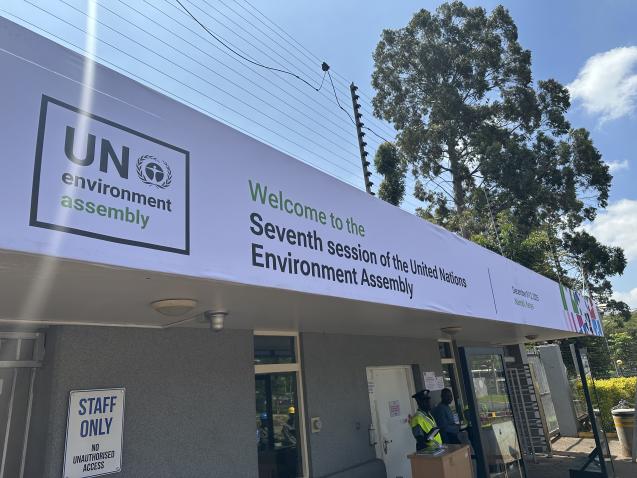 UN
environment
assembly
Welcome to the
Seventh session of the United Nations
Environment Assembly
Nairobi, Kenya
STAFF
ONLY
NO
UNAUTHORISED
ACCESS